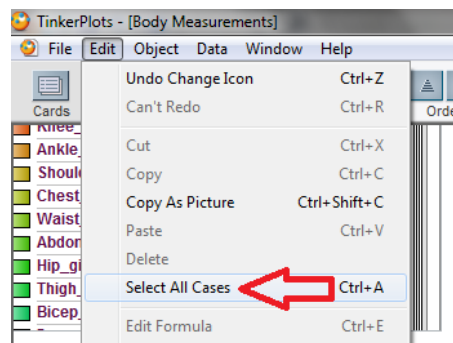 TinkerPlots - [Body Measurements]
File Edit Object Data Window Help
Undo Change Icon Ctrl+Z
Can't Redo Ctrl+R
Cut Ctrl+X
Copy Ctrl+C
Copy As Picture Ctrl+Shift+C
Paste Ctrl+V
Delete
Select All Cases Ctrl+A
Edit Formula Ctrl+E
Cards
Orde
Knee_
Ankle_
Should
Chest_
Waist_
Abdon
Hip_gi
Thigh_
Bicep_